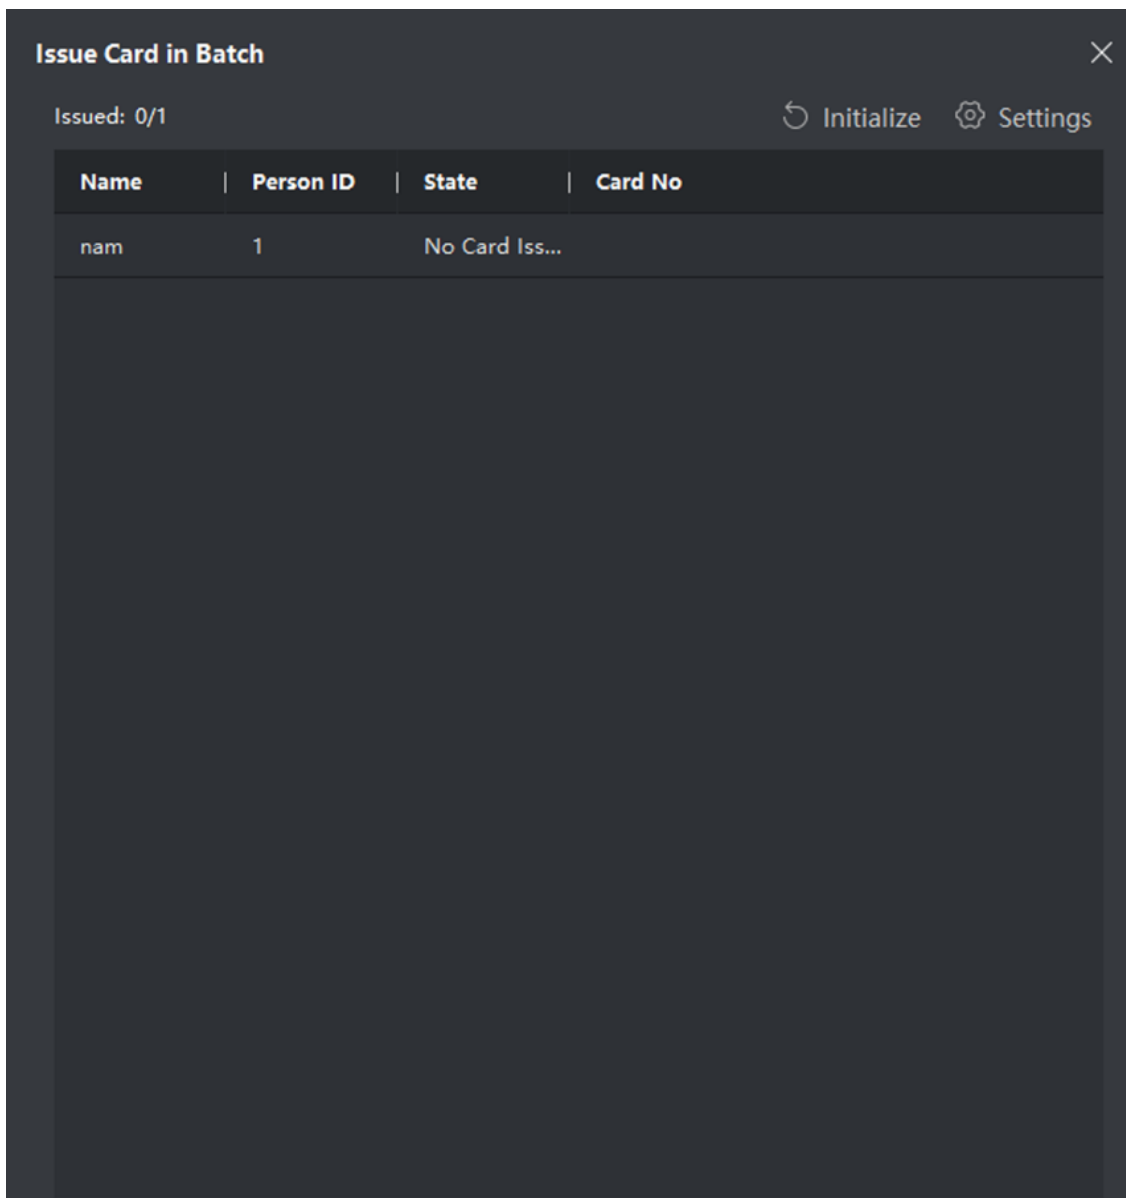 Issue Card in Batch
Issued: 0/1 Initialize Settings
Name | Person ID | State | Card No
nam 1 No Card Iss...